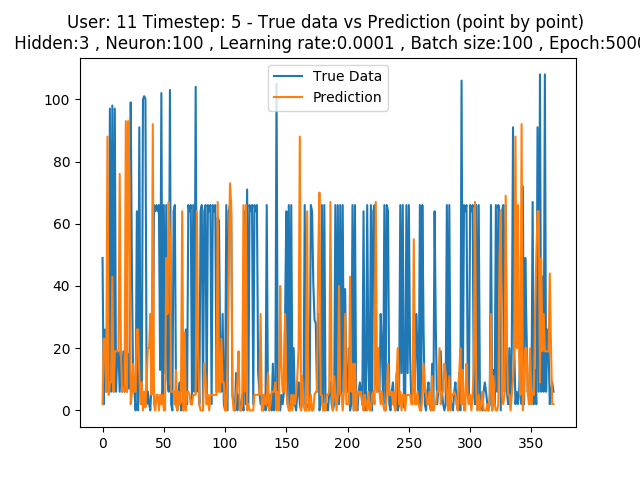 User: 11 Timestep: 5 - True data vs Prediction (point by point)
Hidden:3 , Neuron:100 , Learning rate:0.0001 , Batch size:100 , Epoch:5000
True Data
Prediction
100
80
60
40
20
0
0 50 100 150 200 250 300 350